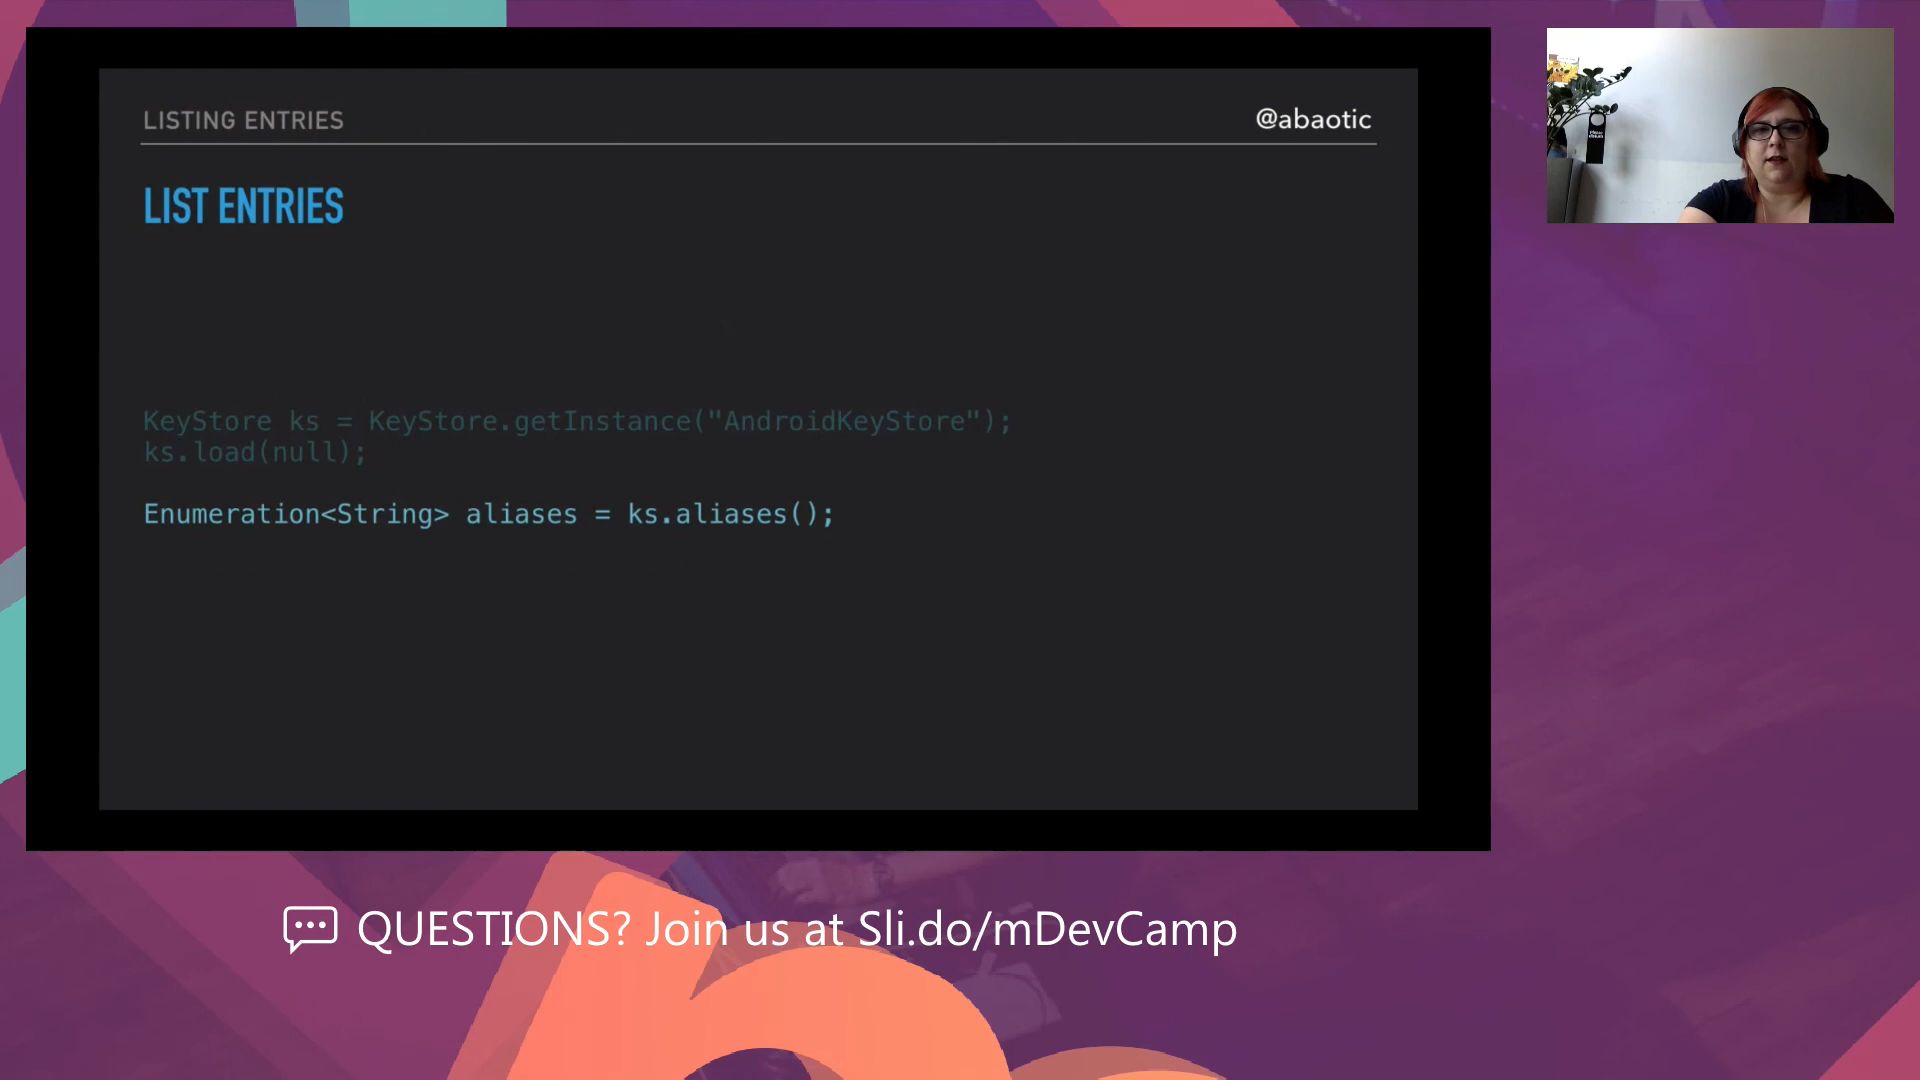 LISTING ENTRIES
@abaotic
LIST ENTRIES
KeyStore ks = KeyStore.getInstance("AndroidKeyStore");
ks.load(null);
Enumeration<String> aliases = ks.aliases();
QUESTIONS? Join us at Sli.do/mDevCamp